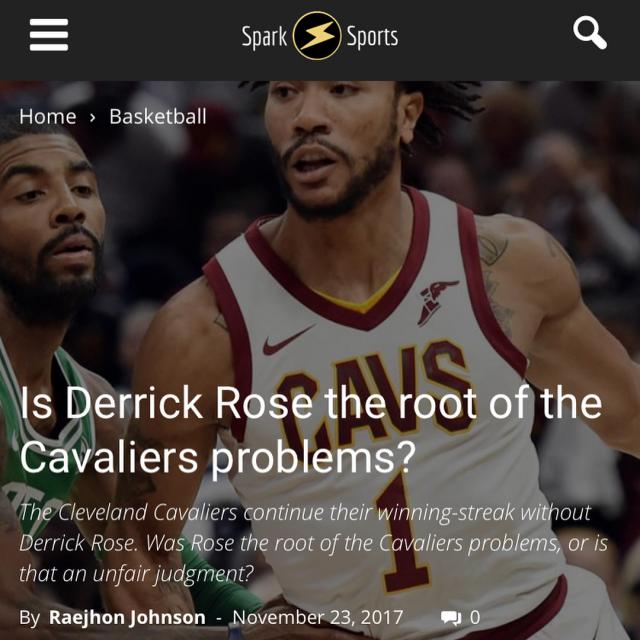 Spark Sports
Home › Basketball
CAVS
1
Is Derrick Rose the root of the
Cavaliers problems?
The Cleveland Cavaliers continue their winning-streak without
Derrick Rose. Was Rose the root of the Cavaliers problems, or is
that an unfair judgment?
By Raejhon Johnson - November 23, 2017 0